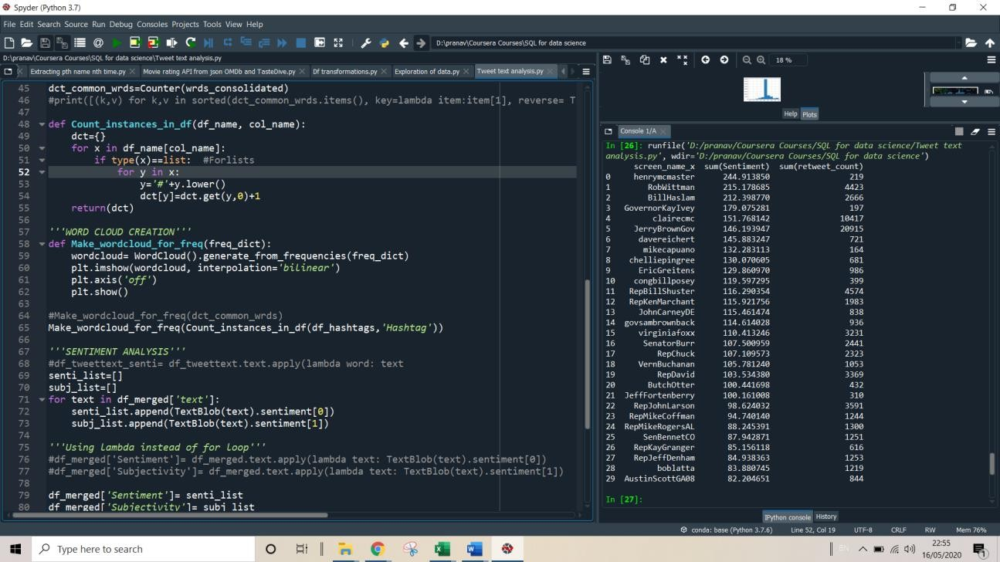 Spyder (Python 3.7)
File Edit Search Source Run Debug Consoles Projects Tools View Help
D:\pranav\Coursera Courses\SQL for data science
D:\pranav\Coursera Courses\SQL for data science\Tweet text analysis.py
Extracting pth name nth time.py Movie rating API from json OMDb and TasteDive.py Df transformations.py Exploration of data.py Tweet text analysis.py
45 dct_common_wrds=Counter(wrds_consolidated)
46 #print([(k,v) for k,v in sorted(dct_common_wrds.items(), key=lambda item:item[1], reverse= T
47
48 def Count_instances_in_df(df_name, col_name):
49 dct={}
50 for x in df_name[col_name]:
51 if type(x)==list: #Forlists
52 for y in x:
53 y='#'+y.lower()
54 dct[y]=dct.get(y,0)+1
55 return(dct)
56
57 '''WORD CLOUD CREATION'''
58 def Make_wordcloud_for_freq(freq_dict):
59 wordcloud= WordCloud().generate_from_frequencies(freq_dict)
60 plt.imshow(wordcloud, interpolation='bilinear')
61 plt.axis('off')
62 plt.show()
63
64 #Make_wordcloud_for_freq(dct_common_wrds)
65 Make_wordcloud_for_freq(Count_instances_in_df(df_hashtags,'Hashtag'))
66
67 '''SENTIMENT ANALYSIS'''
68 #df_tweettext_senti= df_tweettext.text.apply(lambda word: text
69 senti_list=[]
70 subj_list=[]
71 for text in df_merged['text']:
72 senti_list.append(TextBlob(text).sentiment[0])
73 subj_list.append(TextBlob(text).sentiment[1])
74
75 '''Using lambda instead of for loop'''
76 #df_merged['Sentiment']= df_merged.text.apply(lambda text: TextBlob(text).sentiment[0])
77 #df_merged['Subjectivity']= df_merged.text.apply(lambda text: TextBlob(text).sentiment[1])
78
79 df_merged['Sentiment']= senti_list
80 df_merged['Subjectivity']= subj_list
18 %
Help Plots
Console 1/A
In [26]: runfile('D:/pranav/Coursera Courses/SQL for data science/Tweet text
analysis.py', wdir='D:/pranav/Coursera Courses/SQL for data science')
screen_name_x sum(Sentiment) sum(retweet_count)
0 henrymcmaster 244.913850 219
1 RobWittman 215.178685 4423
2 BillHaslam 212.398770 2666
3 GovernorKayIvey 179.075281 197
4 clairecmc 151.768142 10417
5 JerryBrownGov 146.193947 20915
6 davereichert 145.883247 721
7 mikecapuano 132.283113 164
8 chelliepingree 130.070605 681
9 EricGreitens 129.860970 986
10 congbillposey 119.597295 399
11 RepBillShuster 116.290354 4574
12 RepKenMarchant 115.921756 1983
13 JohnCarneyDE 115.461474 838
14 govsambrownback 114.614028 936
15 virginiafoxx 110.413246 3231
16 SenatorBurr 107.500959 2441
17 RepChuck 107.109573 2323
18 VernBuchanan 105.781240 1053
19 RepDavid 103.534380 3369
20 ButchOtter 100.441698 432
21 JeffFortenberry 100.161008 310
22 RepJohnLarson 98.624032 3591
23 RepMikeCoffman 94.740140 1244
24 RepMikeRogersAL 88.245391 1300
25 SenBennetCO 87.942871 1251
26 RepKayGranger 85.156118 616
27 RepJeffDenham 84.938363 1253
28 boblatta 83.880745 1219
29 AustinScottGA08 82.204651 844
In [27]:
IPython console History
conda: base (Python 3.7.6) Line 52, Col 19 UTF-8 CRLF RW Mem 76%
Type here to search
EN
22:55
16/05/2020
1